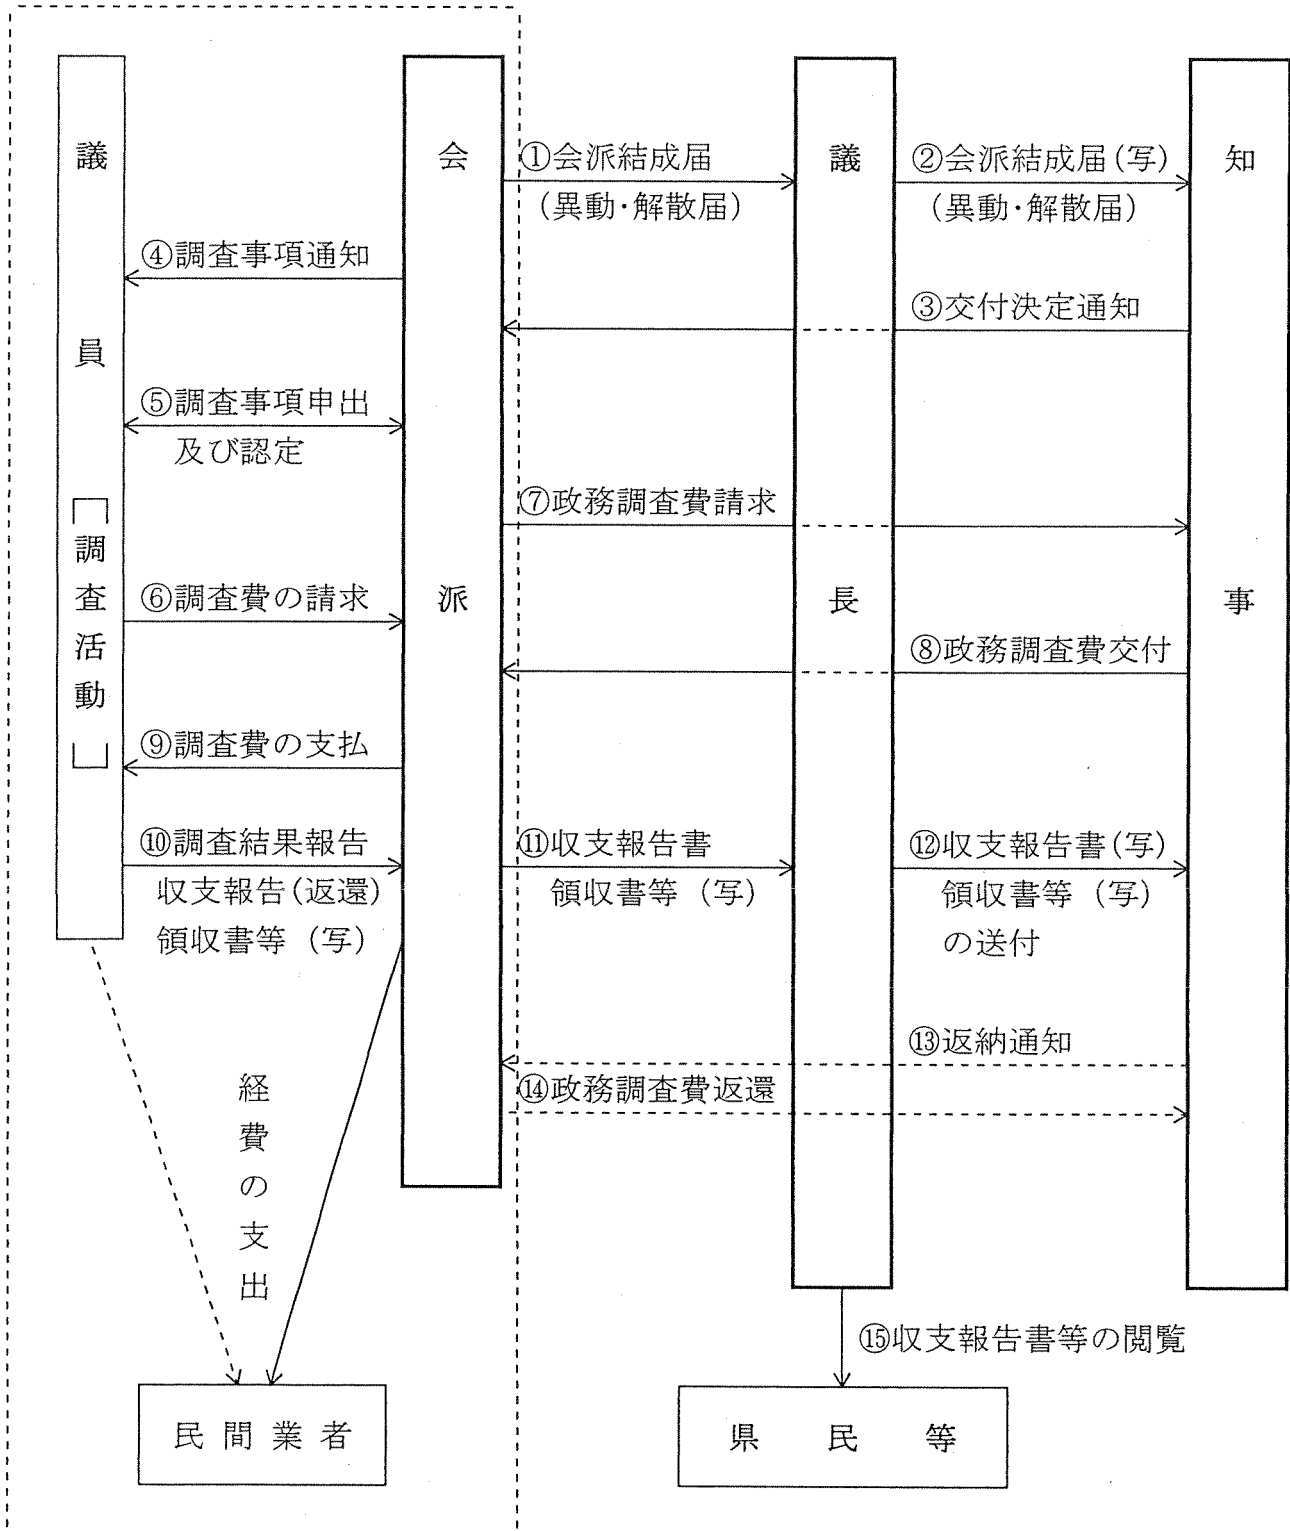 議員
[調査活動]
会派
議長
知事
①会派結成届
(異動・解散届)
②会派結成届(写)
(異動・解散届)
④調査事項通知
③交付決定通知
⑤調査事項申出
及び認定
⑦政務調査費請求
⑥調査費の請求
⑧政務調査費交付
⑨調査費の支払
⑩調査結果報告
収支報告(返還)
領収書等(写)
⑪収支報告書
領収書等(写)
⑫収支報告書(写)
領収書等(写)
の送付
⑬返納通知
⑭政務調査費返還
経費の支出
⑮収支報告書等の閲覧
民間業者
県民等